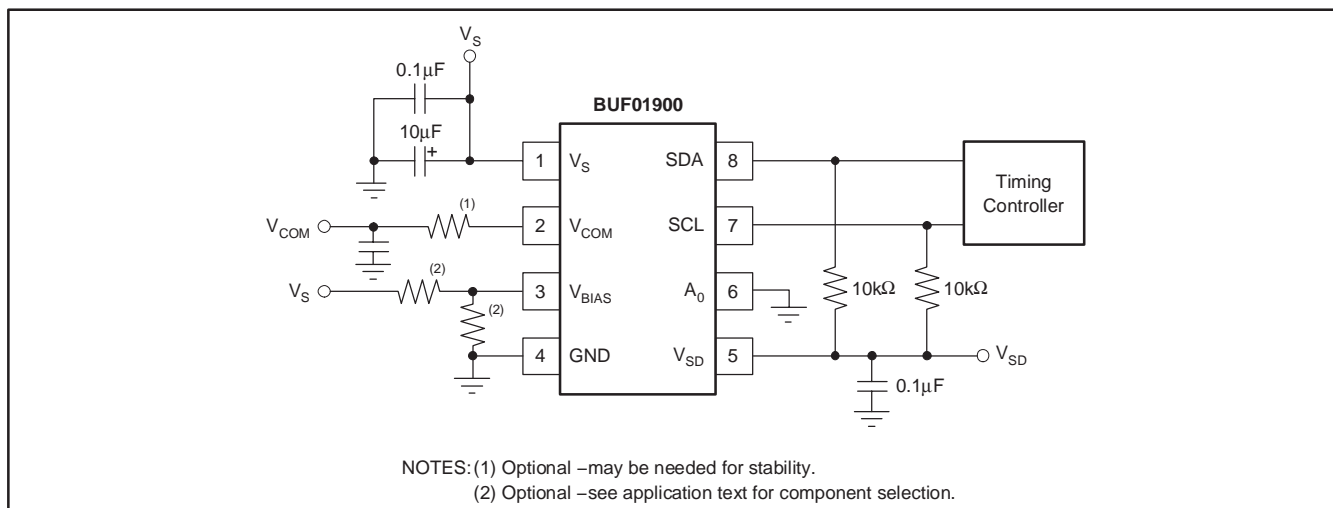 V_S
0.1μF
10μF
+
BUF01900
1 V_S
2 V_COM
3 V_BIAS
4 GND
SDA 8
SCL 7
A_0 6
V_SD 5
V_COM
(1)
V_S
(2)
(2)
Timing
Controller
10kΩ
10kΩ
V_SD
0.1μF
NOTES: (1) Optional −may be needed for stability.
(2) Optional −see application text for component selection.